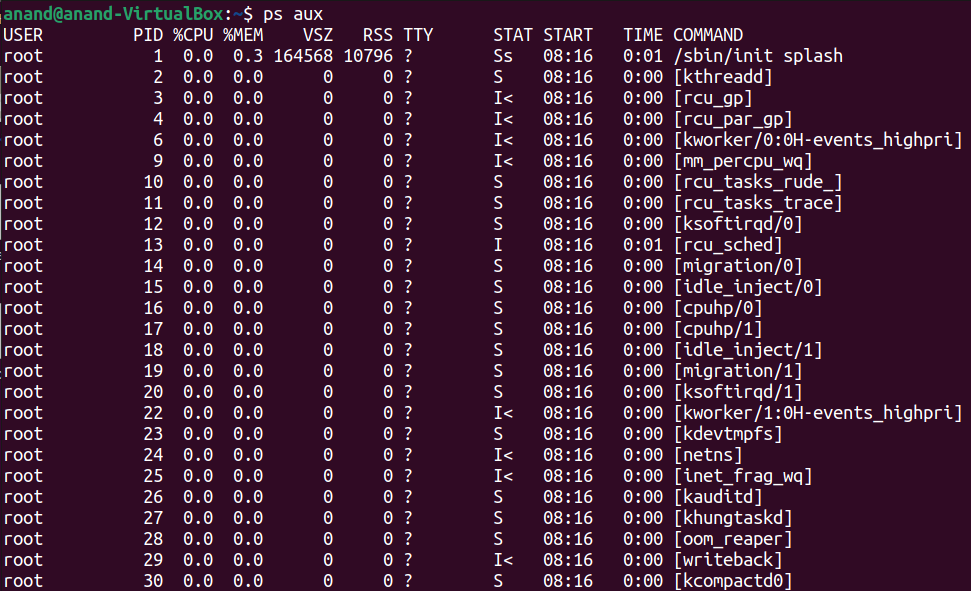 anand@anand-VirtualBox:~$ ps aux
USER         PID %CPU %MEM    VSZ   RSS TTY      STAT START   TIME COMMAND
root           1  0.0  0.3 164568 10796 ?        Ss   08:16   0:01 /sbin/init splash
root           2  0.0  0.0      0     0 ?        S    08:16   0:00 [kthreadd]
root           3  0.0  0.0      0     0 ?        I<   08:16   0:00 [rcu_gp]
root           4  0.0  0.0      0     0 ?        I<   08:16   0:00 [rcu_par_gp]
root           6  0.0  0.0      0     0 ?        I<   08:16   0:00 [kworker/0:0H-events_highpri]
root           9  0.0  0.0      0     0 ?        I<   08:16   0:00 [mm_percpu_wq]
root          10  0.0  0.0      0     0 ?        S    08:16   0:00 [rcu_tasks_rude_]
root          11  0.0  0.0      0     0 ?        S    08:16   0:00 [rcu_tasks_trace]
root          12  0.0  0.0      0     0 ?        S    08:16   0:00 [ksoftirqd/0]
root          13  0.0  0.0      0     0 ?        I    08:16   0:01 [rcu_sched]
root          14  0.0  0.0      0     0 ?        S    08:16   0:00 [migration/0]
root          15  0.0  0.0      0     0 ?        S    08:16   0:00 [idle_inject/0]
root          16  0.0  0.0      0     0 ?        S    08:16   0:00 [cpuhp/0]
root          17  0.0  0.0      0     0 ?        S    08:16   0:00 [cpuhp/1]
root          18  0.0  0.0      0     0 ?        S    08:16   0:00 [idle_inject/1]
root          19  0.0  0.0      0     0 ?        S    08:16   0:00 [migration/1]
root          20  0.0  0.0      0     0 ?        S    08:16   0:00 [ksoftirqd/1]
root          22  0.0  0.0      0     0 ?        I<   08:16   0:00 [kworker/1:0H-events_highpri]
root          23  0.0  0.0      0     0 ?        S    08:16   0:00 [kdevtmpfs]
root          24  0.0  0.0      0     0 ?        I<   08:16   0:00 [netns]
root          25  0.0  0.0      0     0 ?        I<   08:16   0:00 [inet_frag_wq]
root          26  0.0  0.0      0     0 ?        S    08:16   0:00 [kauditd]
root          27  0.0  0.0      0     0 ?        S    08:16   0:00 [khungtaskd]
root          28  0.0  0.0      0     0 ?        S    08:16   0:00 [oom_reaper]
root          29  0.0  0.0      0     0 ?        I<   08:16   0:00 [writeback]
root          30  0.0  0.0      0     0 ?        S    08:16   0:00 [kcompactd0]